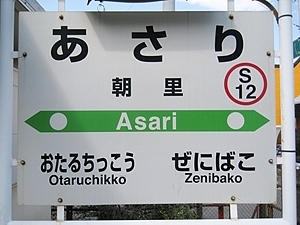 あさり
朝里
S
12
Asari
おたるちっこう ぜにばこ
Otaruchikko Zenibako